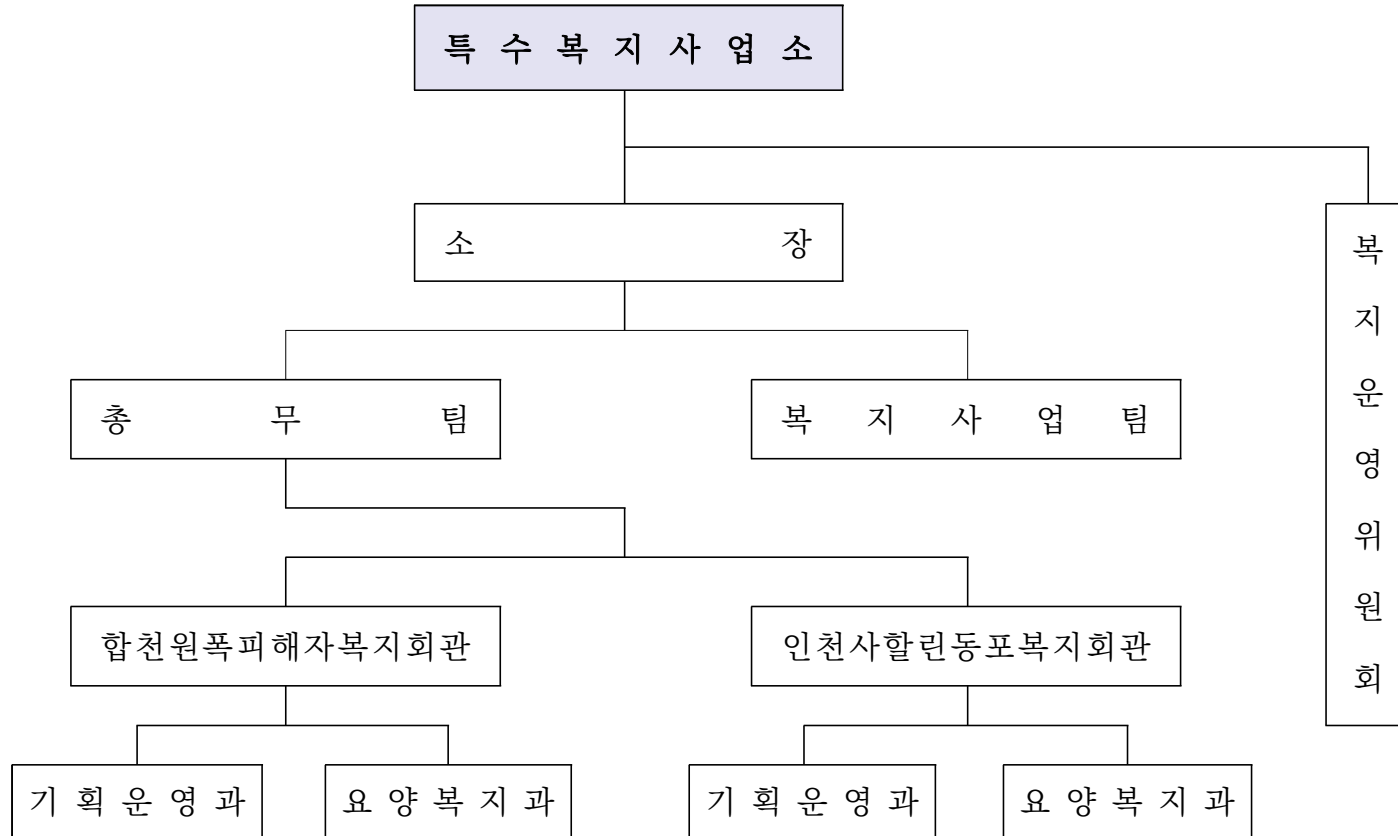 특수복지사업소
소장
복지운영위원회
총무팀
복지사업팀
합천원폭피해자복지회관
인천사할린동포복지회관
기획운영과
요양복지과
기획운영과
요양복지과